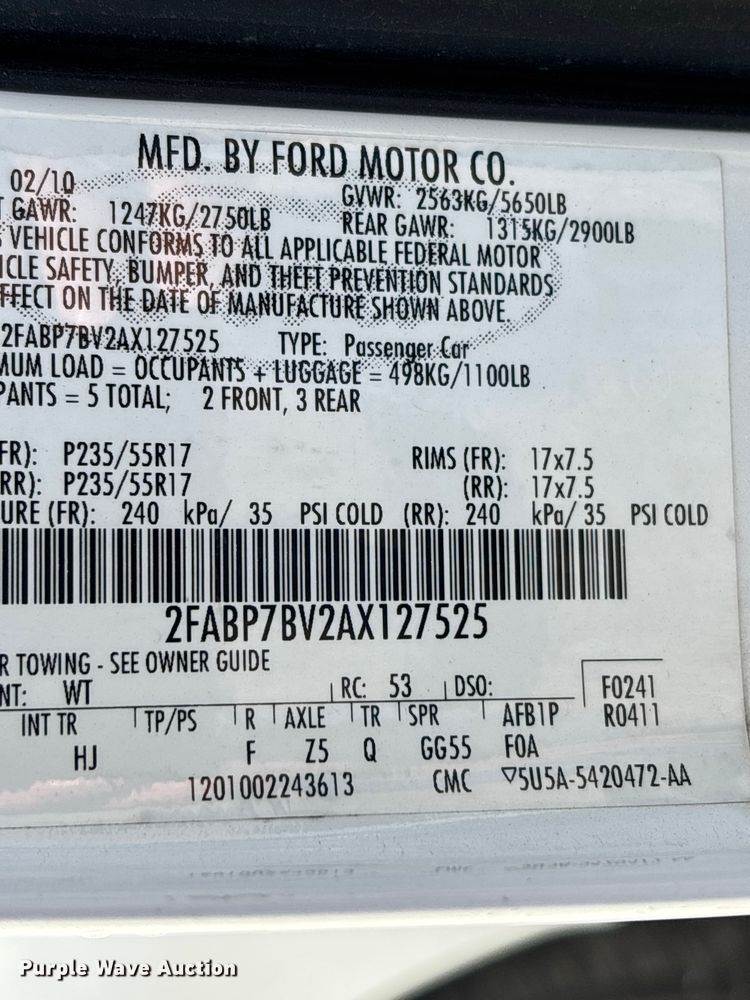 MFD. BY FORD MOTOR CO.
02/10 GVWR: 2563KG/5650LB
GAWR: 1247KG/2750LB REAR GAWR: 1315KG/2900LB
VEHICLE CONFORMS TO ALL APPLICABLE FEDERAL MOTOR
ICLE SAFETY, BUMPER, AND THEFT PREVENTION STANDARDS
FFECT ON THE DATE OF MANUFACTURE SHOWN ABOVE.
2FABP7BV2AX127525 TYPE: Passenger Car
MUM LOAD = OCCUPANTS + LUGGAGE = 498KG/1100LB
PANTS = 5 TOTAL; 2 FRONT, 3 REAR
FR): P235/55R17 RIMS (FR): 17x7.5
RR): P235/55R17 (RR): 17x7.5
URE (FR): 240 kPa/ 35 PSI COLD (RR): 240 kPa/ 35 PSI COLD
2FABP7BV2AX127525
R TOWING - SEE OWNER GUIDE
NT: WT RC: 53 DSO: F0241
INT TR TP/PS R AXLE TR SPR AFB1P R0411
HJ F Z5 Q GG55 F0A
1201002243613 CMC ▽5U5A-5420472-AA
Purple Wave Auction